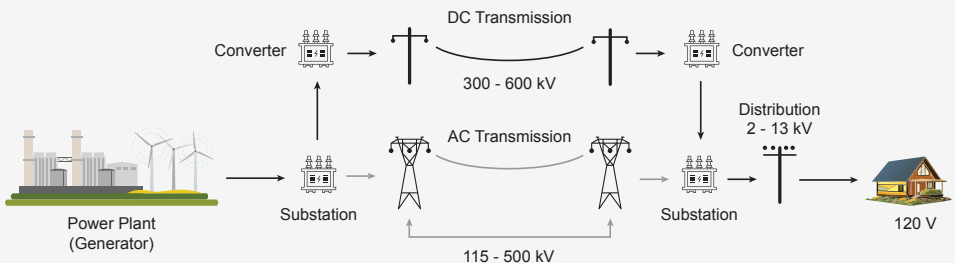 DC Transmission
Converter
Converter
300 - 600 kV
Distribution
2 - 13 kV
AC Transmission
Power Plant
(Generator)
Substation
Substation
120 V
115 - 500 kV